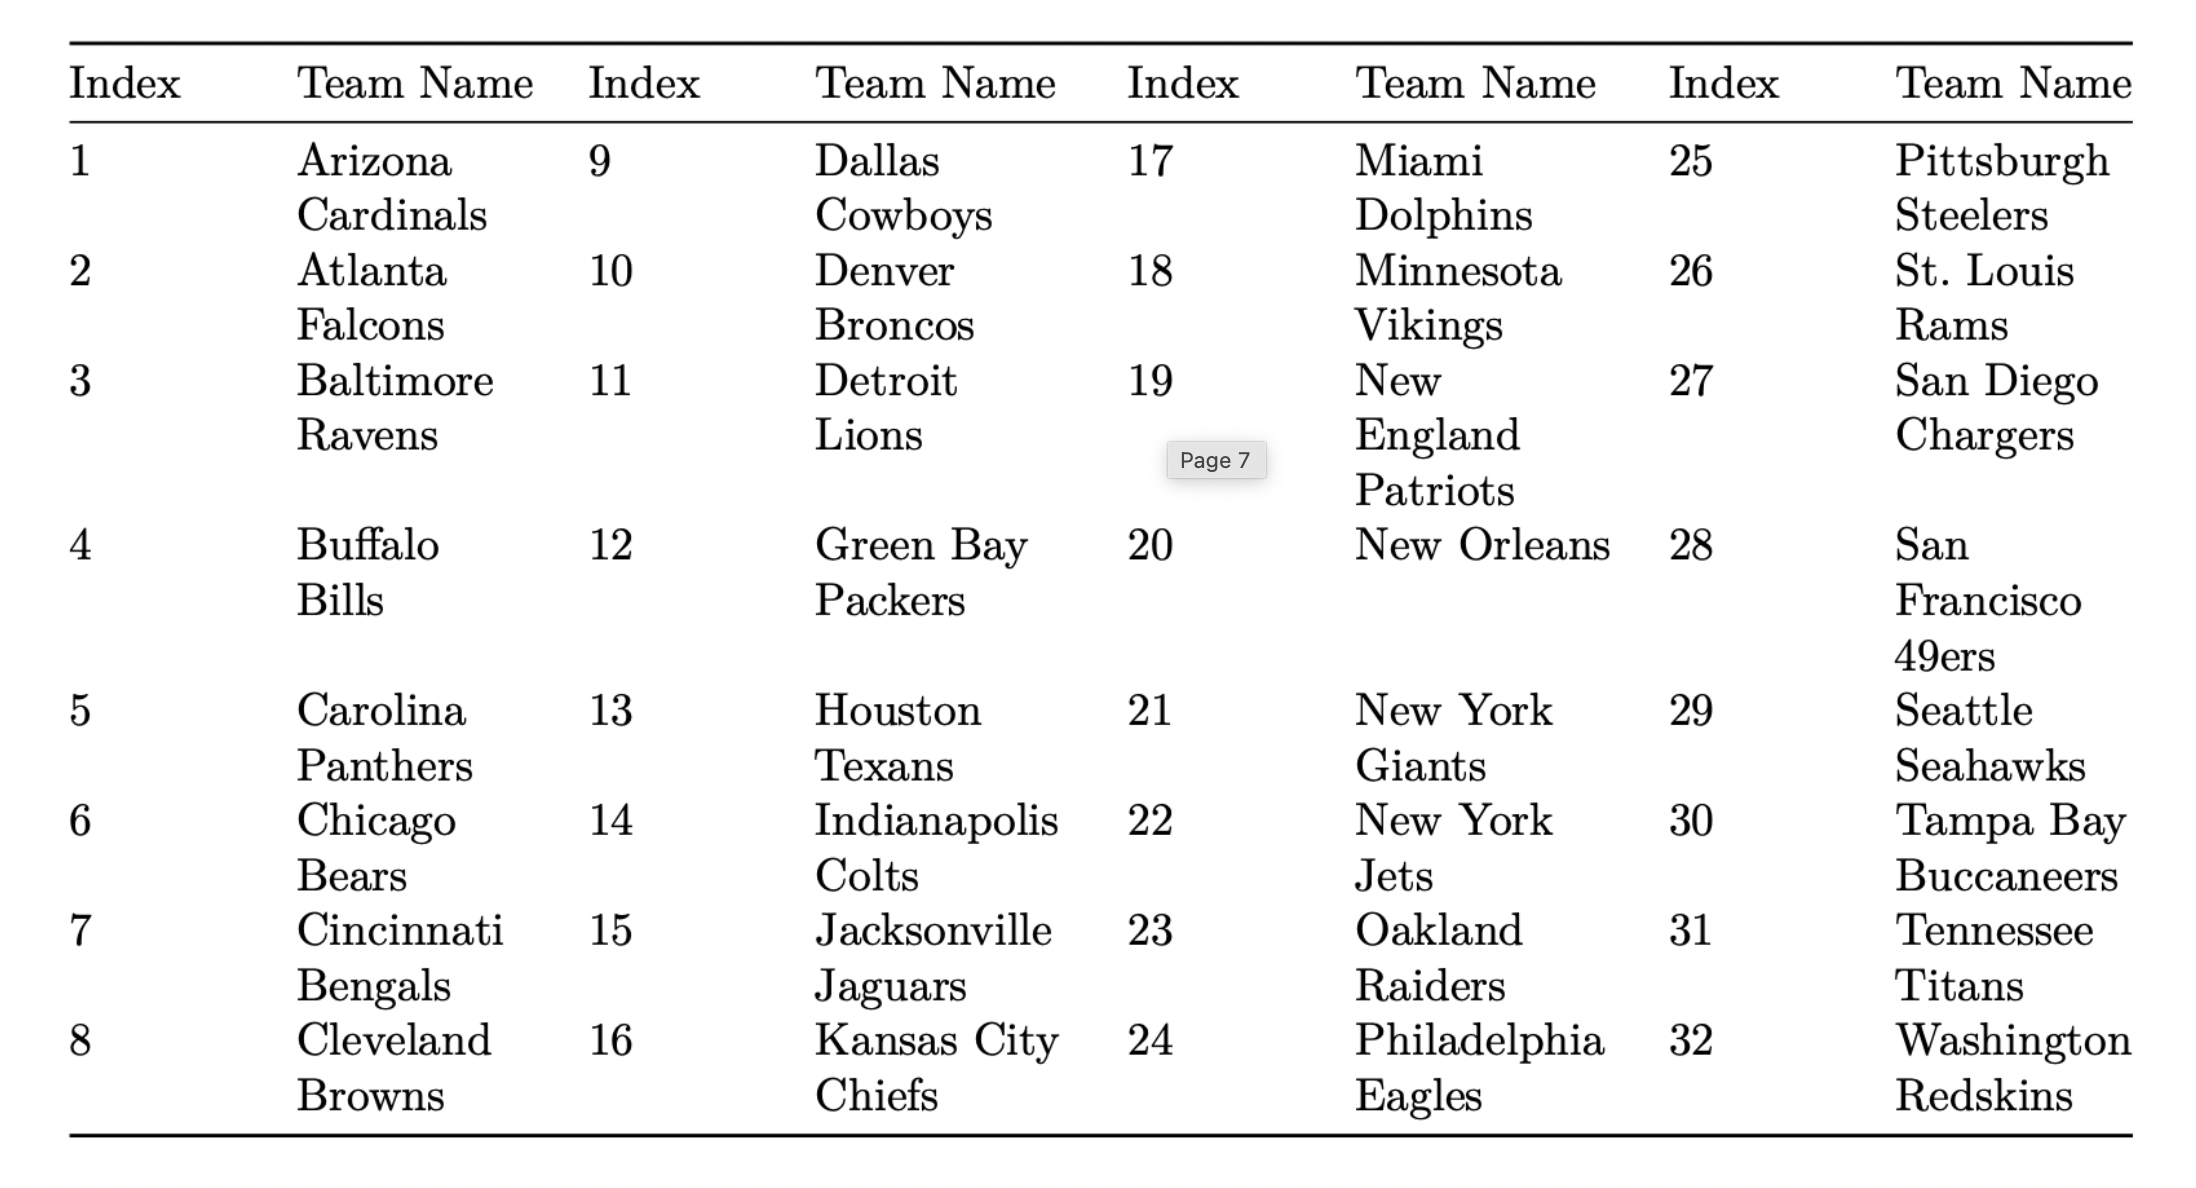 Index Team Name Index Team Name Index Team Name Index Team Name
1 Arizona 9 Dallas 17 Miami 25 Pittsburgh
Cardinals Cowboys Dolphins Steelers
2 Atlanta 10 Denver 18 Minnesota 26 St. Louis
Falcons Broncos Vikings Rams
3 Baltimore 11 Detroit 19 New 27 San Diego
Ravens Lions England Chargers
Page 7
Patriots
4 Buffalo 12 Green Bay 20 New Orleans 28 San
Bills Packers Francisco
49ers
5 Carolina 13 Houston 21 New York 29 Seattle
Panthers Texans Giants Seahawks
6 Chicago 14 Indianapolis 22 New York 30 Tampa Bay
Bears Colts Jets Buccaneers
7 Cincinnati 15 Jacksonville 23 Oakland 31 Tennessee
Bengals Jaguars Raiders Titans
8 Cleveland 16 Kansas City 24 Philadelphia 32 Washington
Browns Chiefs Eagles Redskins